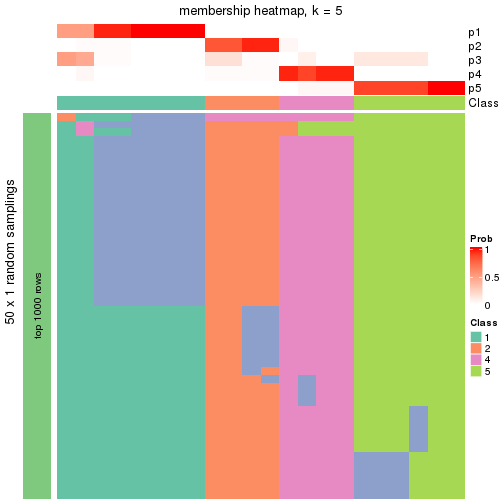 membership heatmap, k = 5
p1
p2
p3
p4
p5
Class
50 x 1 random samplings
top 1000 rows
Prob
1
0.5
0
Class
1
2
4
5